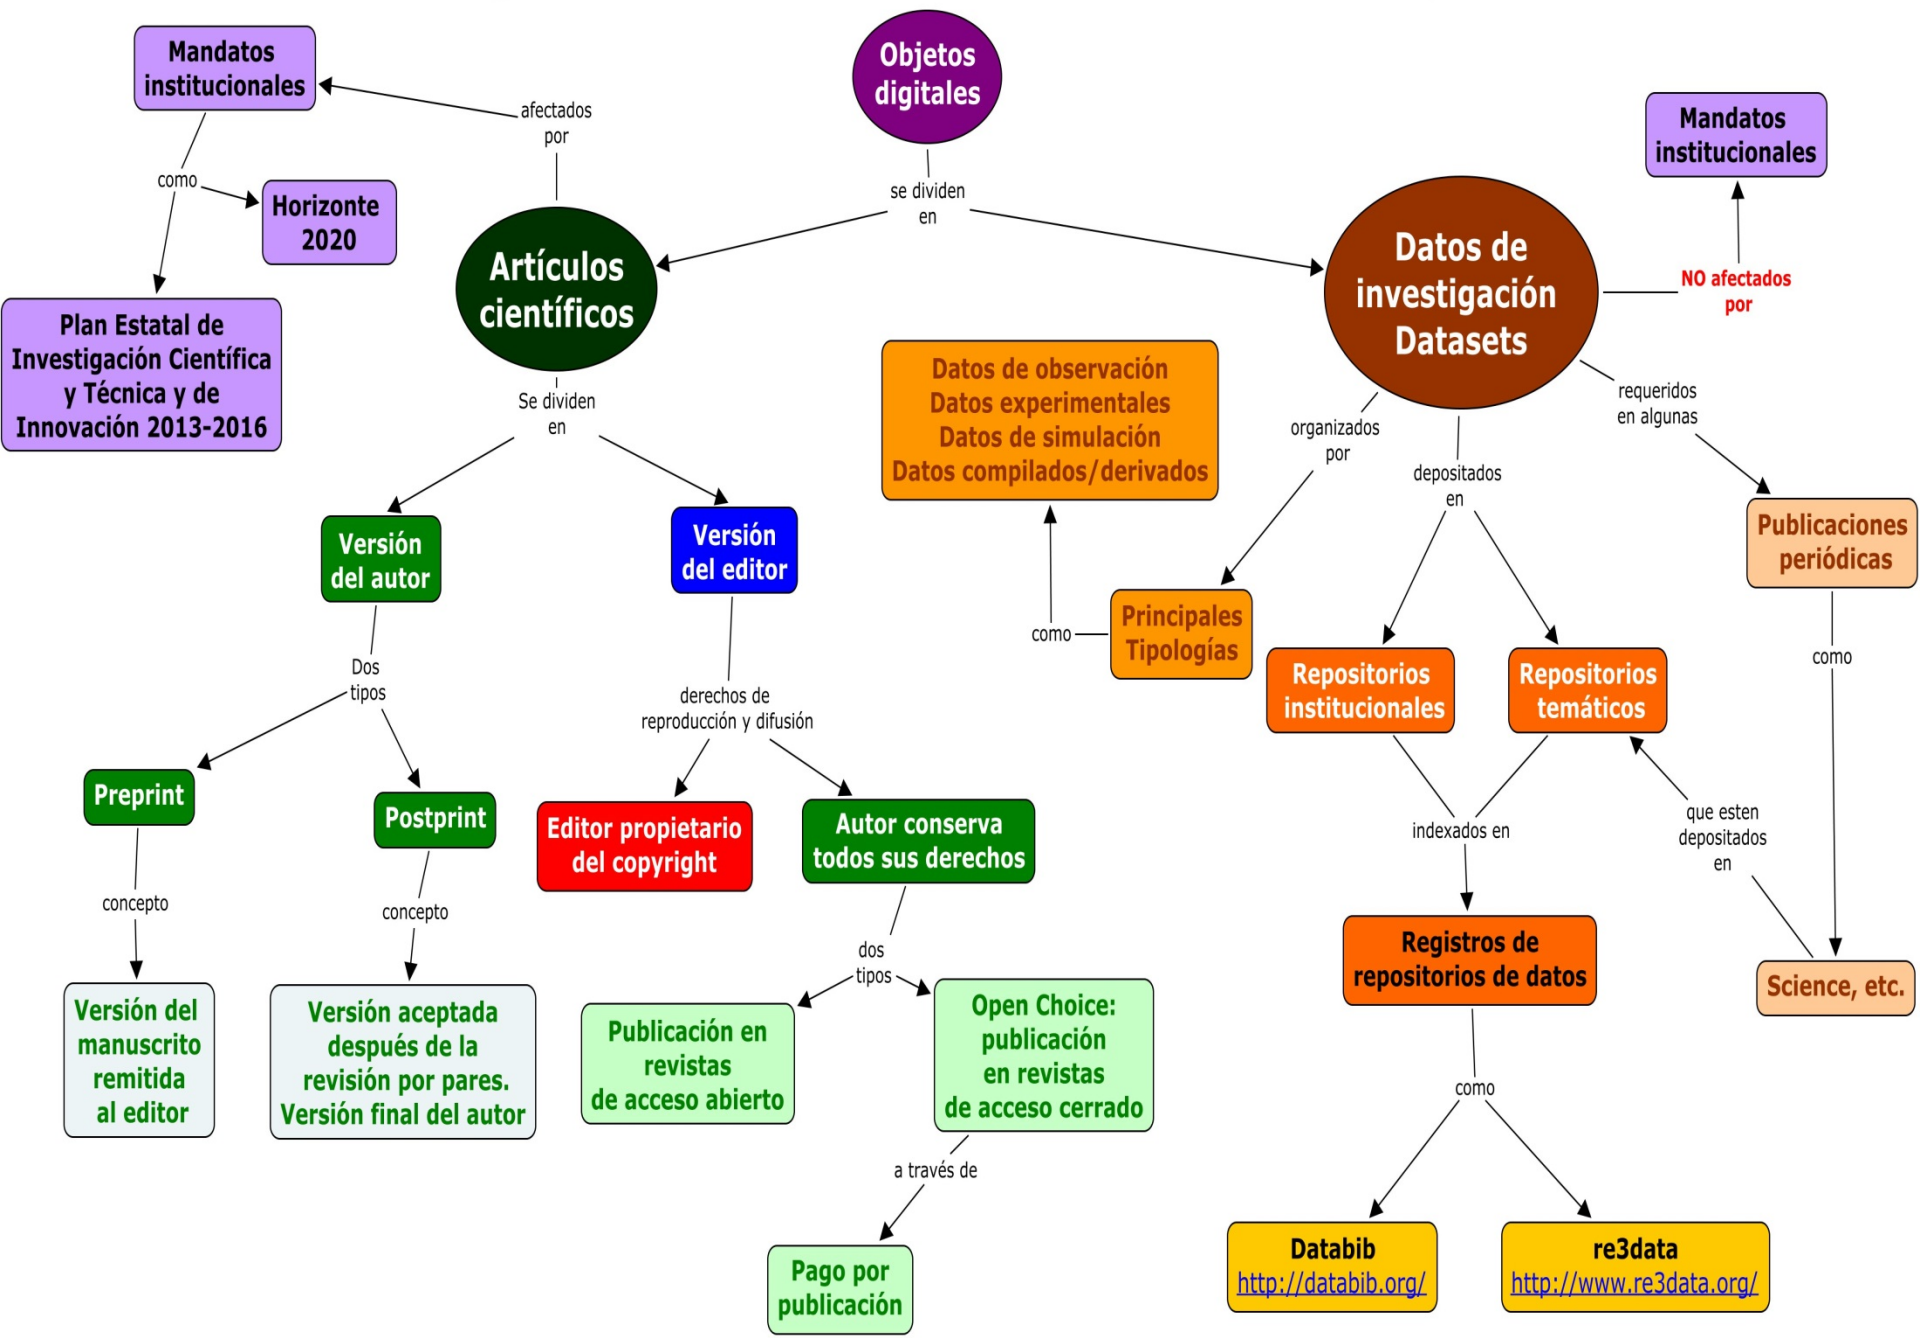 Objetos
digitales
se dividen
en
Mandatos
institucionales
afectados
por
como
Horizonte
2020
Plan Estatal de
Investigación Científica
y Técnica y de
Innovación 2013-2016
Artículos
científicos
Se dividen
en
Versión
del autor
Versión
del editor
Dos
tipos
Preprint
Postprint
concepto
concepto
Versión del
manuscrito
remitida
al editor
Versión aceptada
después de la
revisión por pares.
Versión final del autor
derechos de
reproducción y difusión
Editor propietario
del copyright
Autor conserva
todos sus derechos
dos
tipos
Publicación en
revistas
de acceso abierto
Open Choice:
publicación
en revistas
de acceso cerrado
a través de
Pago por
publicación
Datos de
investigación
Datasets
Mandatos
institucionales
NO afectados
por
requeridos
en algunas
organizados
por
depositados
en
Datos de observación
Datos experimentales
Datos de simulación
Datos compilados/derivados
como
Principales
Tipologías
Repositorios
institucionales
Repositorios
temáticos
Publicaciones
periódicas
como
que esten
depositados
en
Science, etc.
indexados en
Registros de
repositorios de datos
como
Databib
http://databib.org/
re3data
http://www.re3data.org/